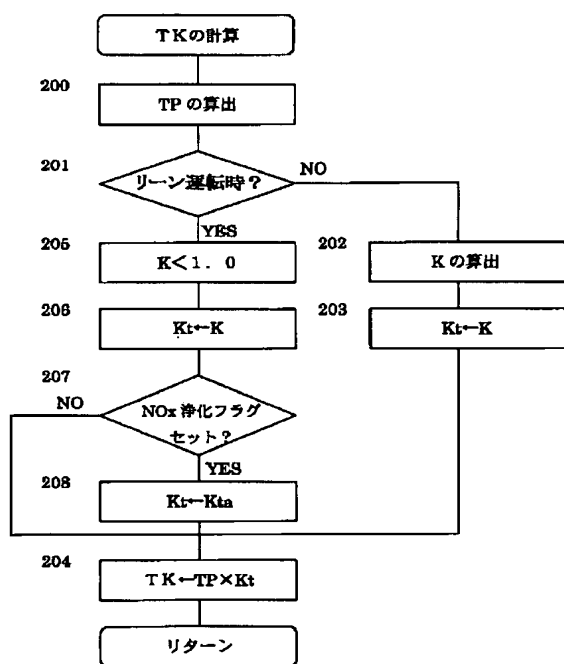 TKの計算
200
TPの算出
201
リーン運転時?
NO
YES
205
K<1.0
202
Kの算出
206
Kt←K
203
Kt←K
207
NO
NOx浄化フラグ
セット?
YES
208
Kt←Kta
204
TK←TP×Kt
リターン